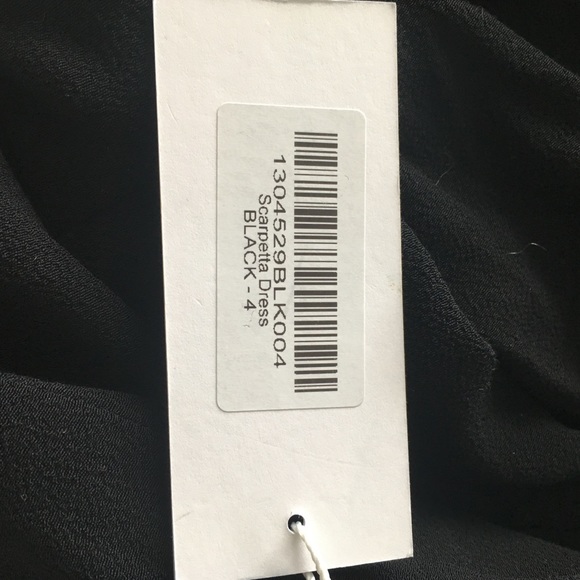 1304529BLK004
Scarpetta Dress
BLACK - 4